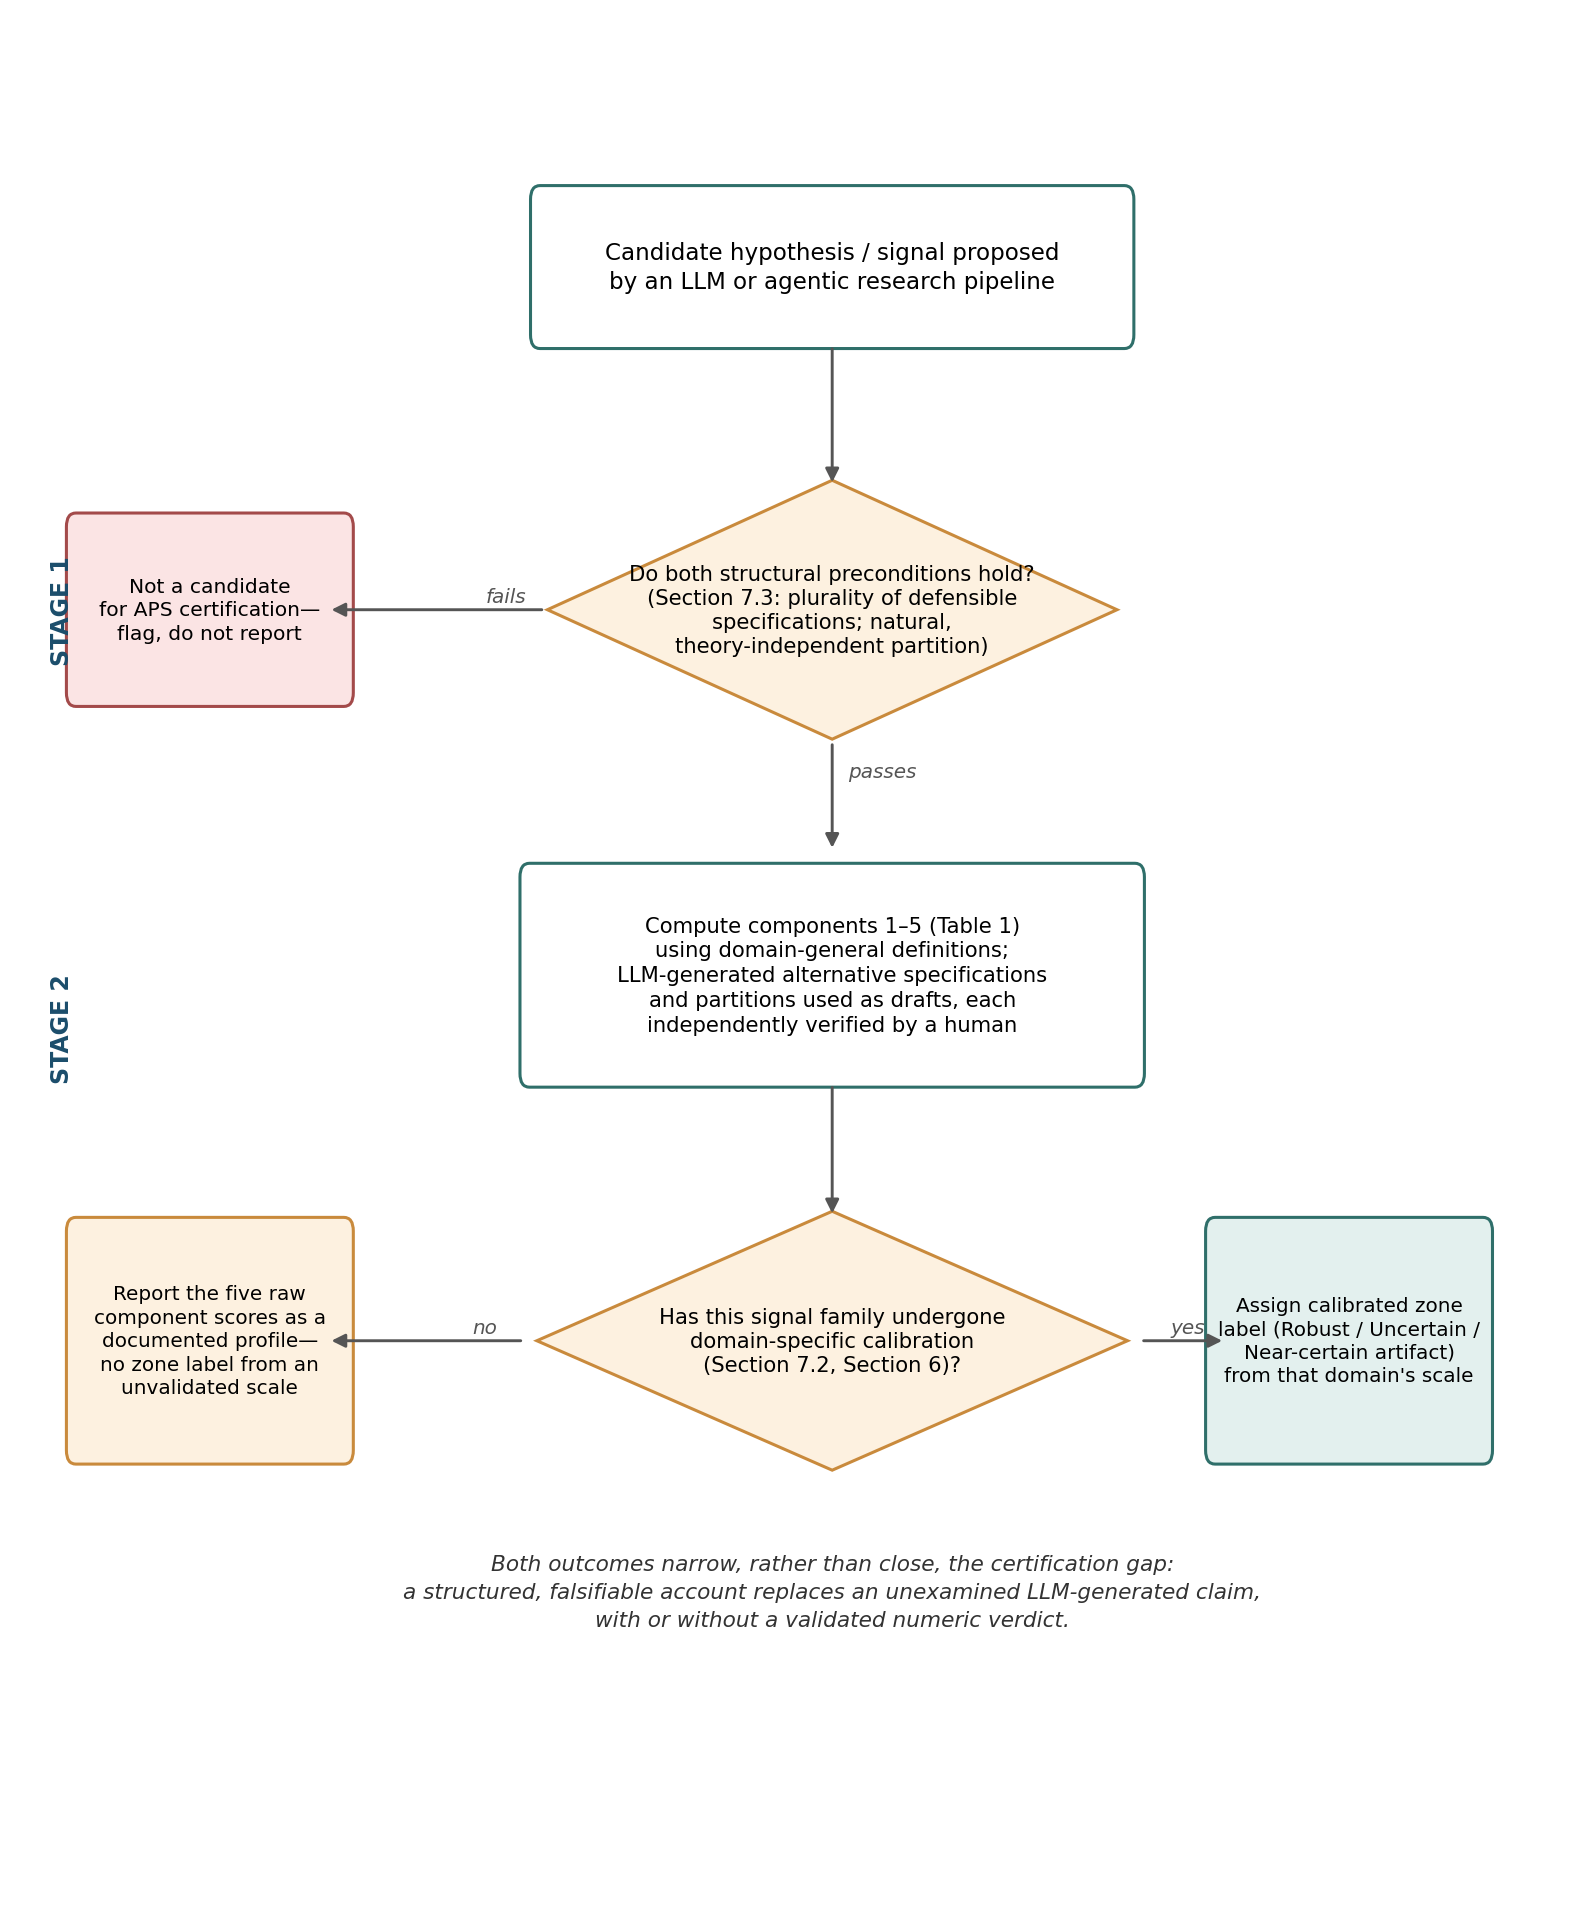 Candidate hypothesis / signal proposed
by an LLM or agentic research pipeline
STAGE 1
Not a candidate
for APS certification—
flag, do not report
fails
Do both structural preconditions hold?
(Section 7.3: plurality of defensible
specifications; natural,
theory-independent partition)
passes
STAGE 2
Compute components 1–5 (Table 1)
using domain-general definitions;
LLM-generated alternative specifications
and partitions used as drafts, each
independently verified by a human
Report the five raw
component scores as a
documented profile—
no zone label from an
unvalidated scale
no
Has this signal family undergone
domain-specific calibration
(Section 7.2, Section 6)?
yes
Assign calibrated zone
label (Robust / Uncertain /
Near-certain artifact)
from that domain's scale
Both outcomes narrow, rather than close, the certification gap:
a structured, falsifiable account replaces an unexamined LLM-generated claim,
with or without a validated numeric verdict.